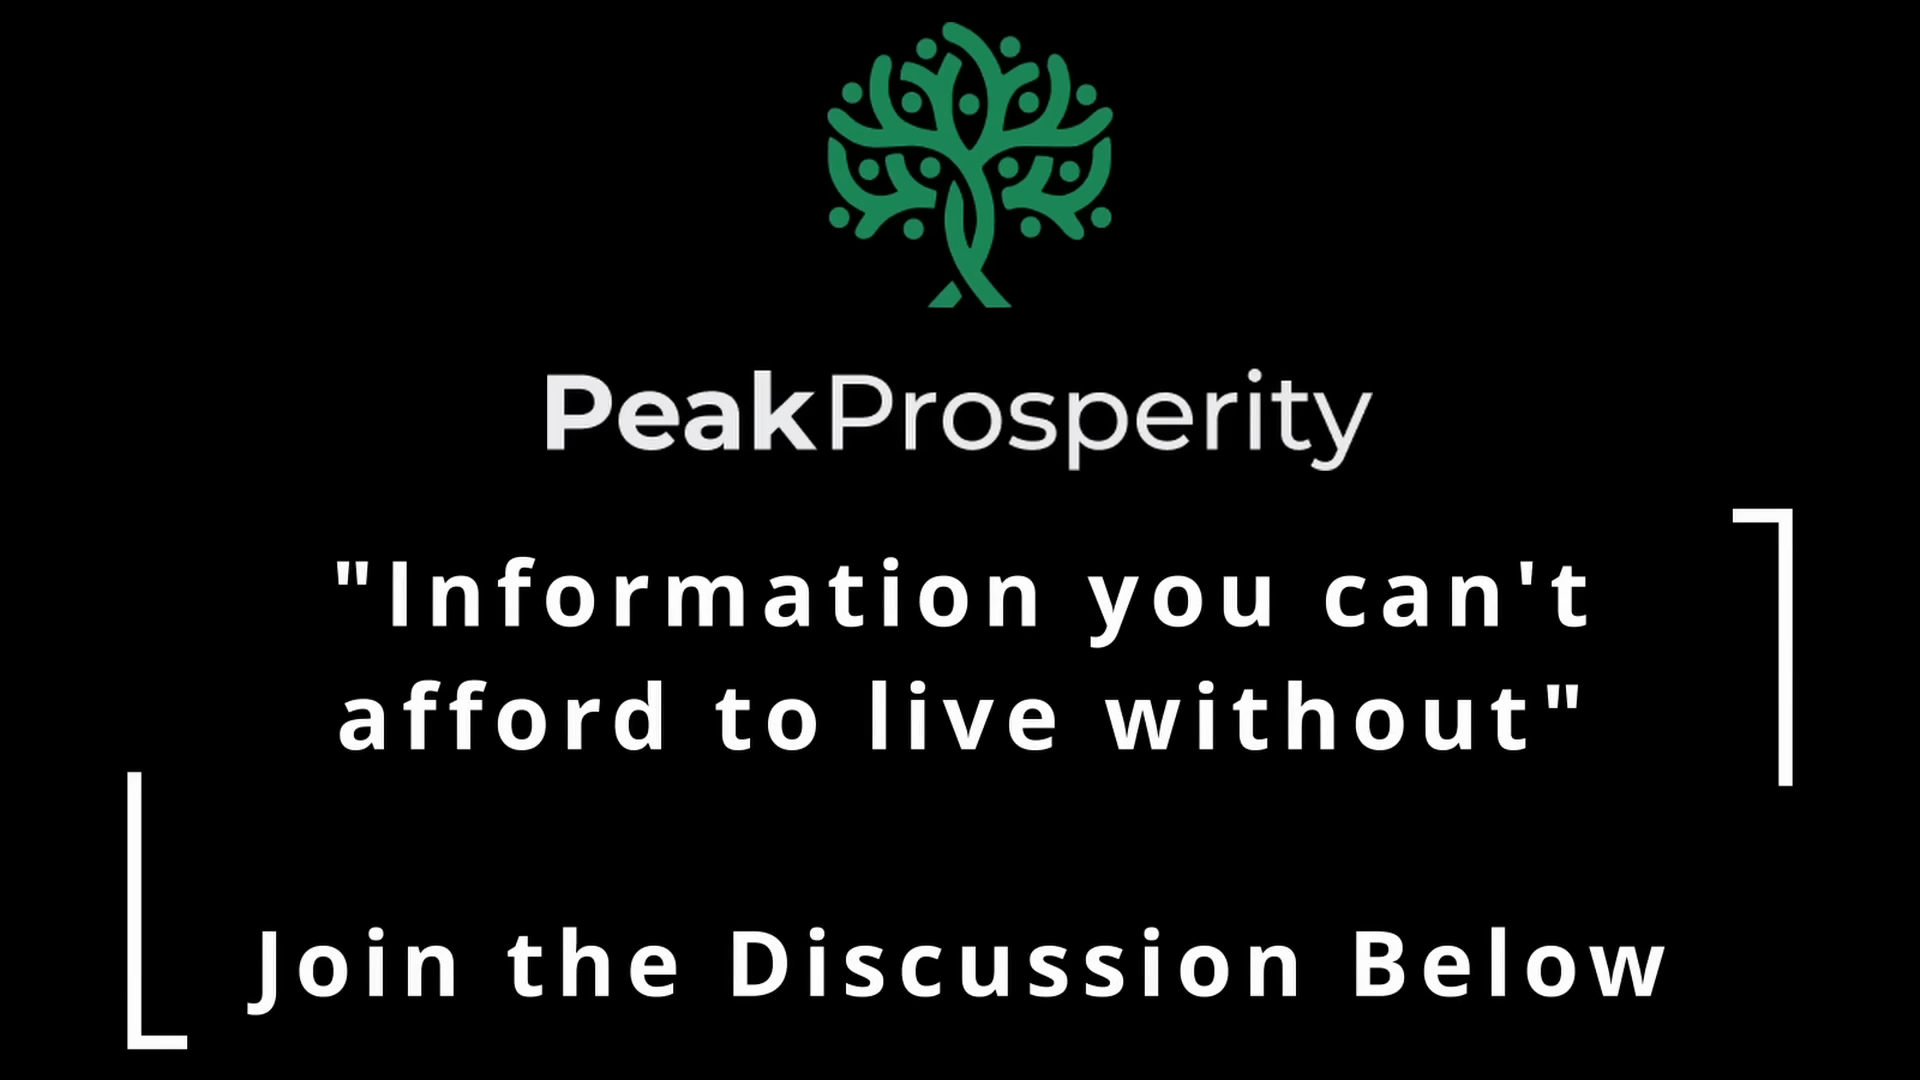 PeakProsperity
"Information you can't
afford to live without"
Join the Discussion Below